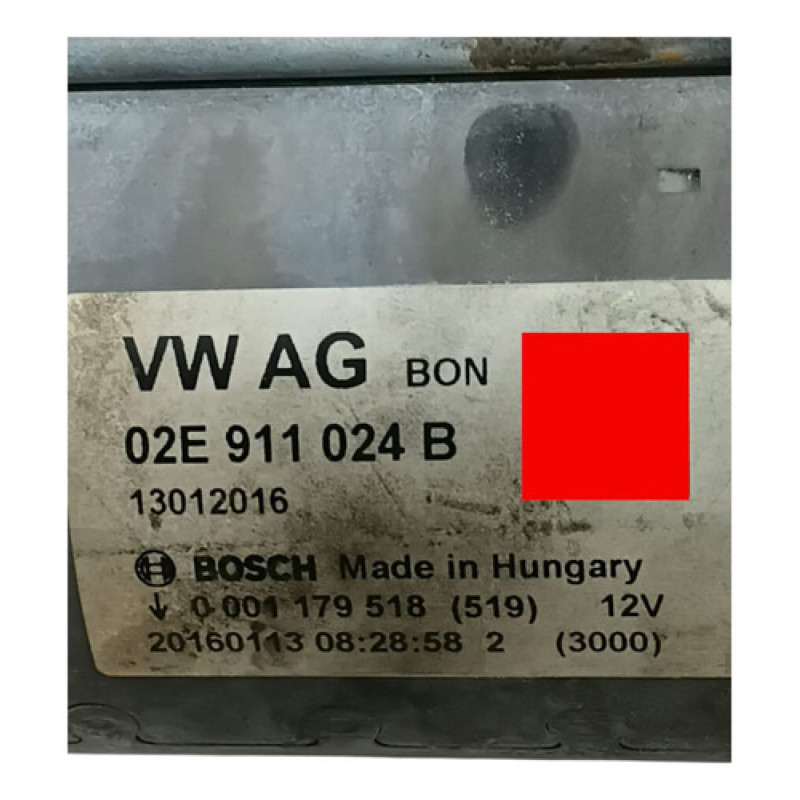 VW AG BON
02E 911 024 B
13012016
BOSCH Made in Hungary
↓ 0 001 179 518 (519) 12V
20160113 08:28:58 2 (3000)